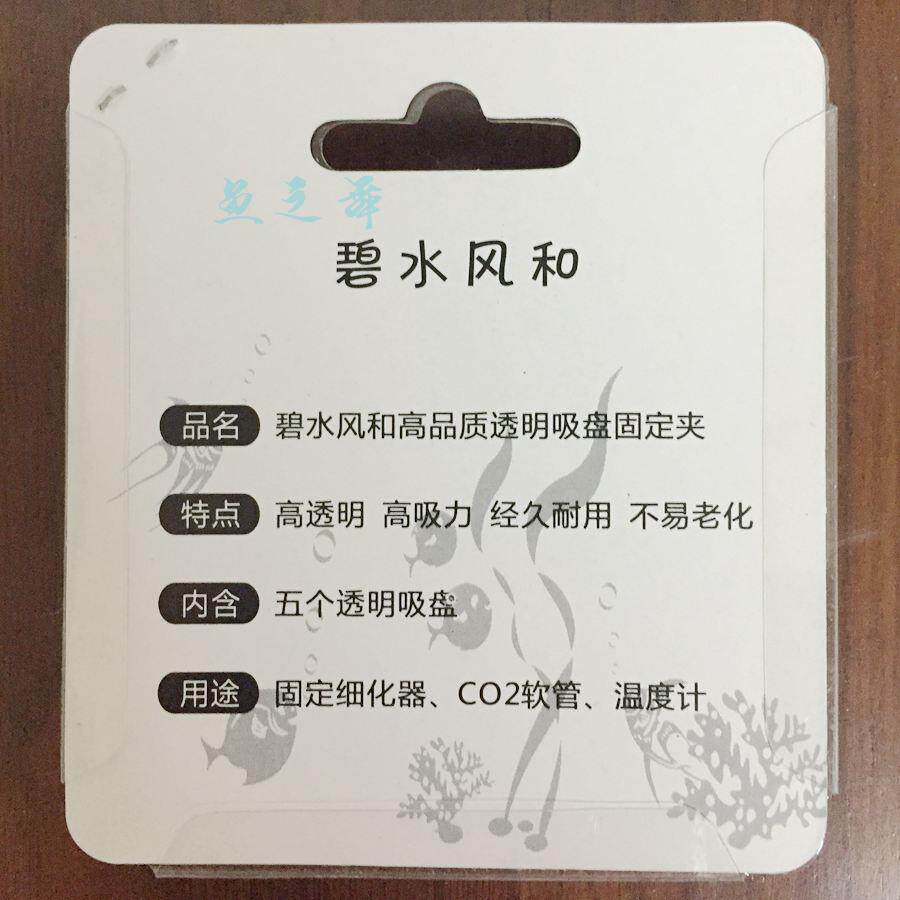 鱼之舞
碧水风和
品名 碧水风和高品质透明吸盘固定夹
特点 高透明 高吸力 经久耐用 不易老化
内含 五个透明吸盘
用途 固定细化器、CO2软管、温度计